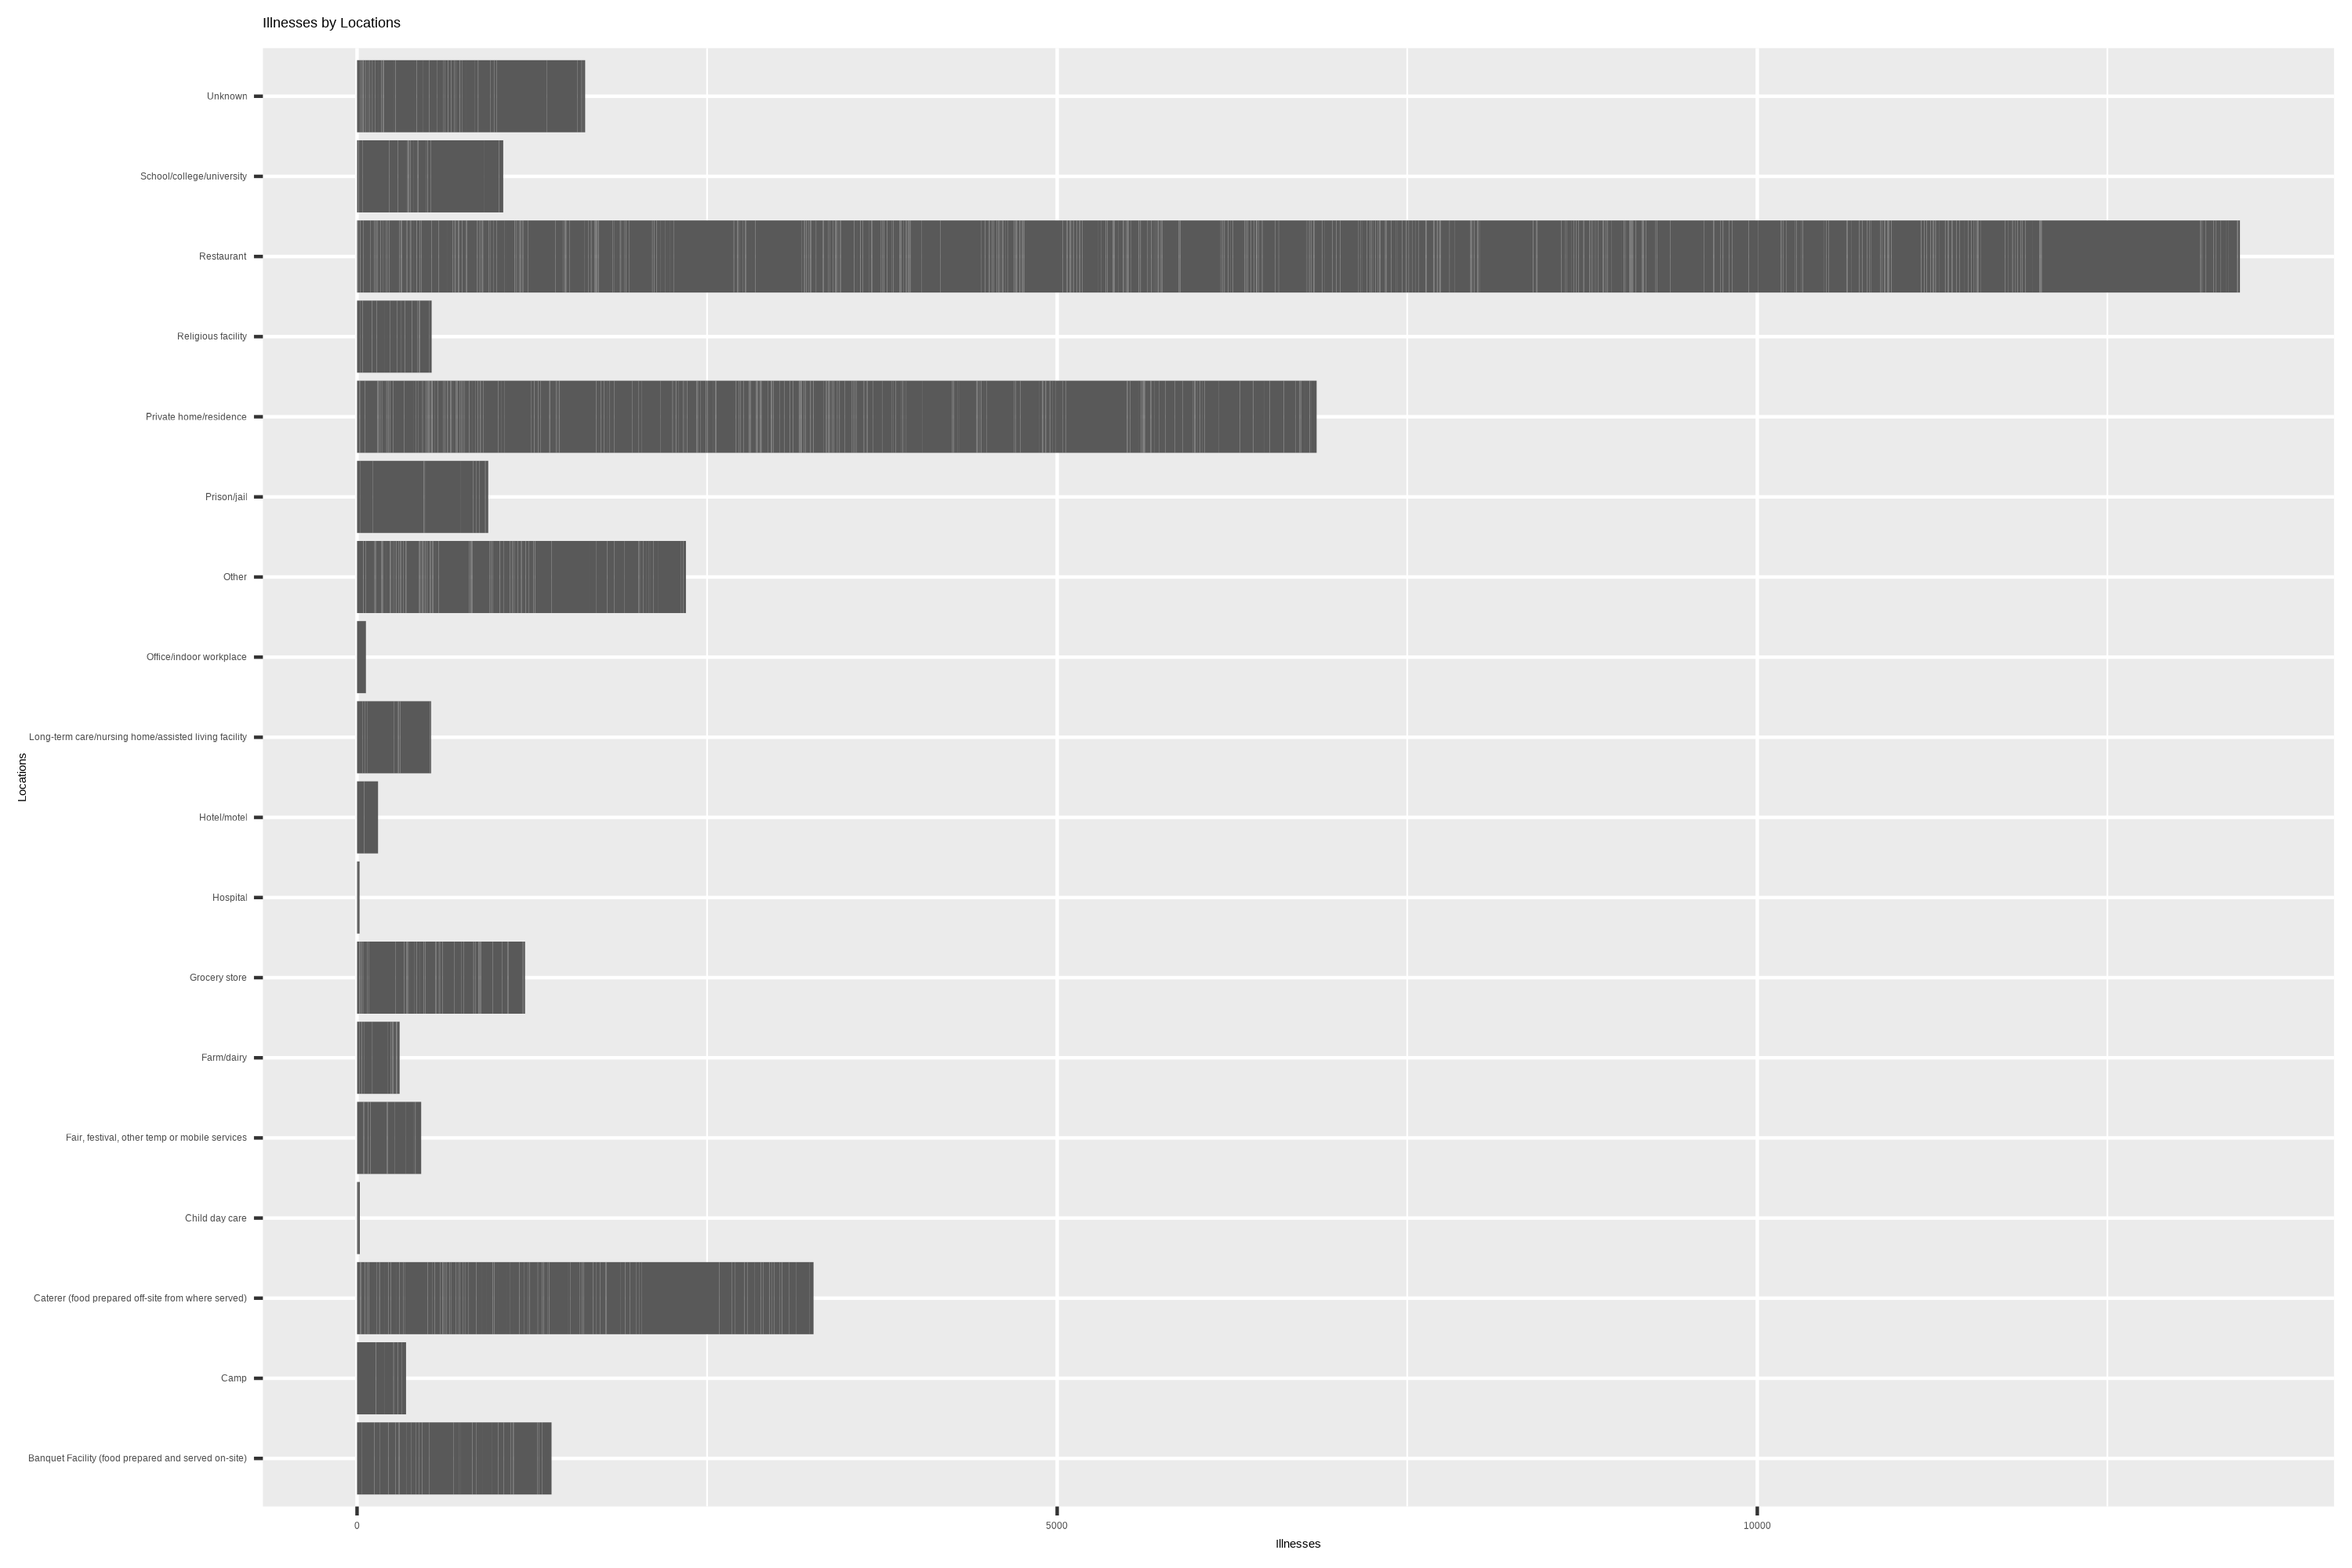 Illnesses by Locations
Unknown
School/college/university
Restaurant
Religious facility
Private home/residence
Prison/jail
Other
Office/indoor workplace
Long-term care/nursing home/assisted living facility
Locations
Hotel/motel
Hospital
Grocery store
Farm/dairy
Fair, festival, other temp or mobile services
Child day care
Caterer (food prepared off-site from where served)
Camp
Banquet Facility (food prepared and served on-site)
0 5000 10000
Illnesses